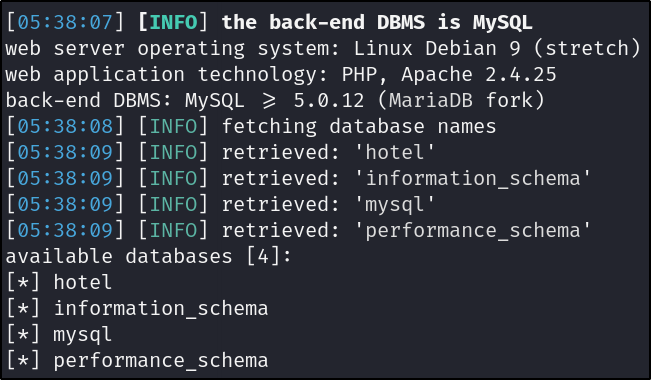 [05:38:07] [INFO] the back-end DBMS is MySQL
web server operating system: Linux Debian 9 (stretch)
web application technology: PHP, Apache 2.4.25
back-end DBMS: MySQL ≥ 5.0.12 (MariaDB fork)
[05:38:08] [INFO] fetching database names
[05:38:09] [INFO] retrieved: 'hotel'
[05:38:09] [INFO] retrieved: 'information_schema'
[05:38:09] [INFO] retrieved: 'mysql'
[05:38:09] [INFO] retrieved: 'performance_schema'
available databases [4]:
[*] hotel
[*] information_schema
[*] mysql
[*] performance_schema